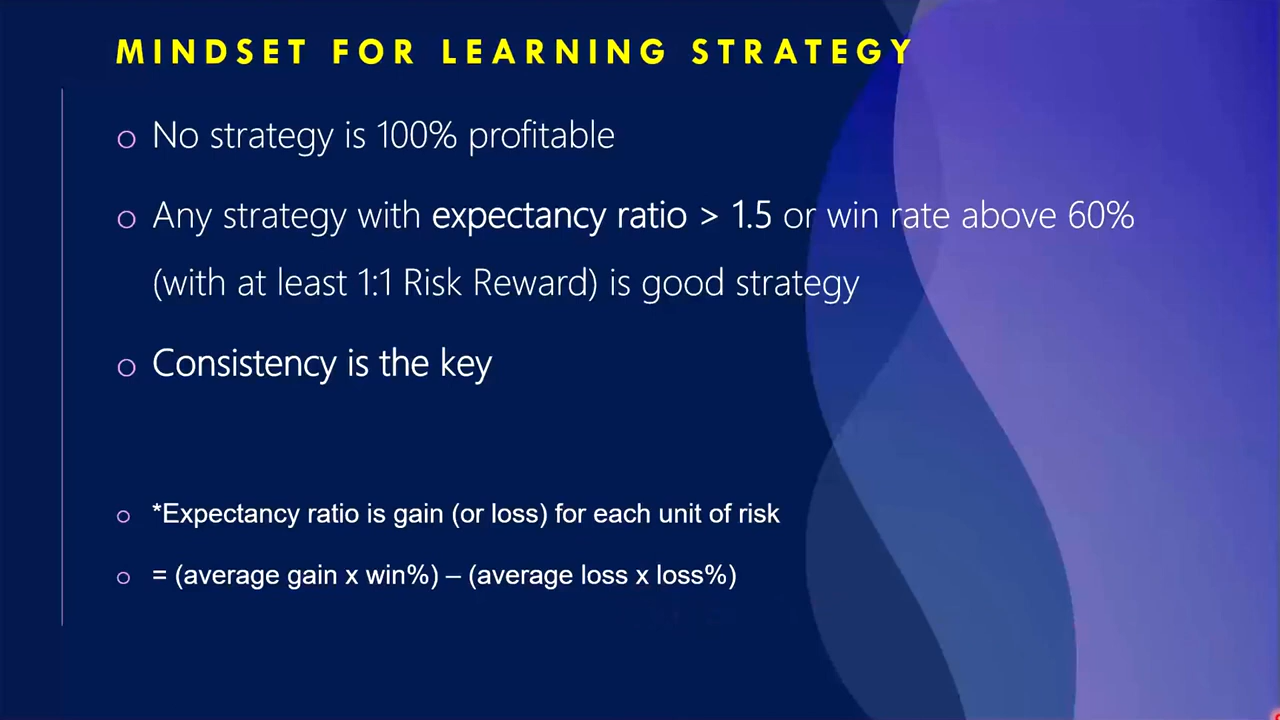 MINDSET FOR LEARNING STRATEGY
o No strategy is 100% profitable
o Any strategy with expectancy ratio > 1.5 or win rate above 60%
(with at least 1:1 Risk Reward) is good strategy
o Consistency is the key
o *Expectancy ratio is gain (or loss) for each unit of risk
o = (average gain x win%) – (average loss x loss%)